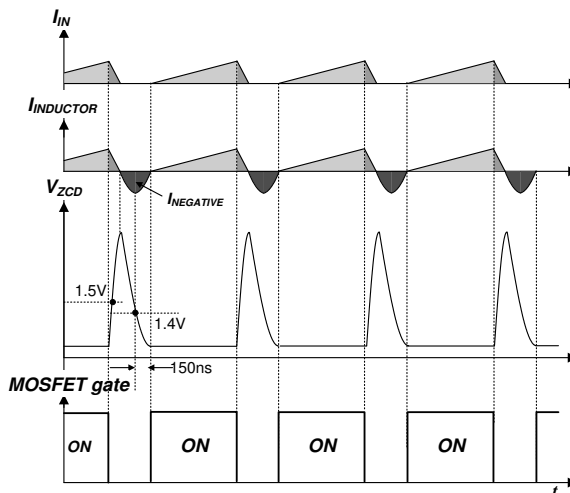 I_IN
I_INDUCTOR
V_ZCD
I_NEGATIVE
1.5V
1.4V
150ns
MOSFET gate
ON
ON
ON
ON
t